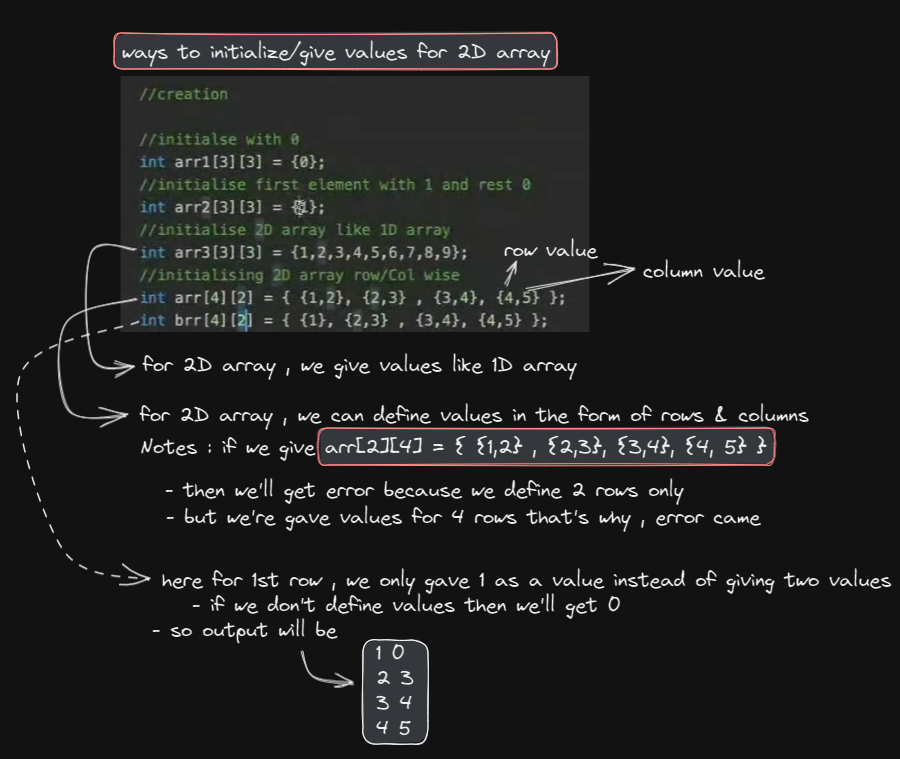 ways to initialize/give values for 2D array
//creation
//initialse with 0
int arr1[3][3] = {0};
//initialise first element with 1 and rest 0
int arr2[3][3] = {1};
//initialise 2D array like 1D array
int arr3[3][3] = {1,2,3,4,5,6,7,8,9};
row value
//initialising 2D array row/Col wise
column value
int arr[4][2] = { {1,2}, {2,3} , {3,4}, {4,5} };
int brr[4][2] = { {1}, {2,3} , {3,4}, {4,5} };
for 2D array , we give values like 1D array
for 2D array , we can define values in the form of rows & columns
Notes : if we give arr[2][4] = { {1,2} , {2,3}, {3,4}, {4, 5} }
- then we'll get error because we define 2 rows only
- but we're gave values for 4 rows that's why , error came
here for 1st row , we only gave 1 as a value instead of giving two values
- if we don't define values then we'll get 0
- so output will be
1 0
2 3
3 4
4 5